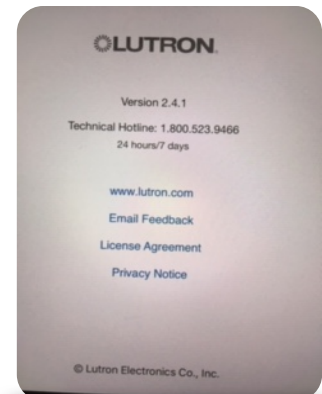 LUTRON
Version 2.4.1
Technical Hotline: 1.800.523.9466
24 hours/7 days
www.lutron.com
Email Feedback
License Agreement
Privacy Notice
© Lutron Electronics Co., Inc.